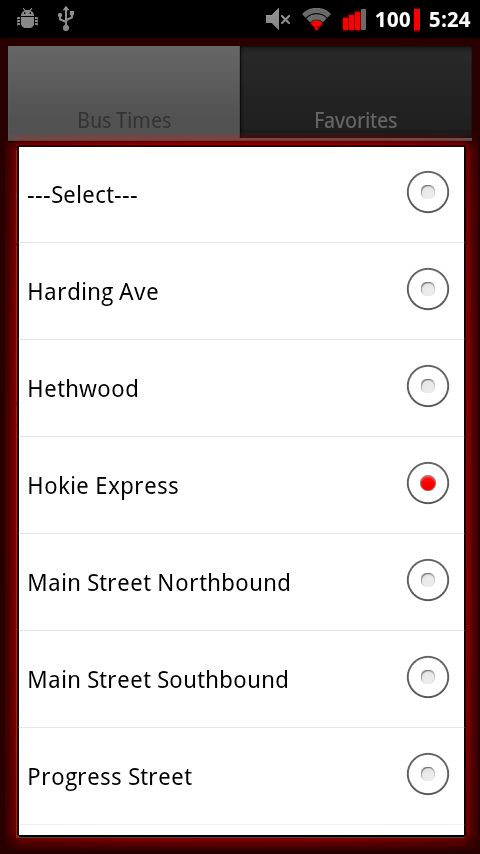 100 5:24
Bus Times Favorites
---Select---
Harding Ave
Hethwood
Hokie Express
Main Street Northbound
Main Street Southbound
Progress Street